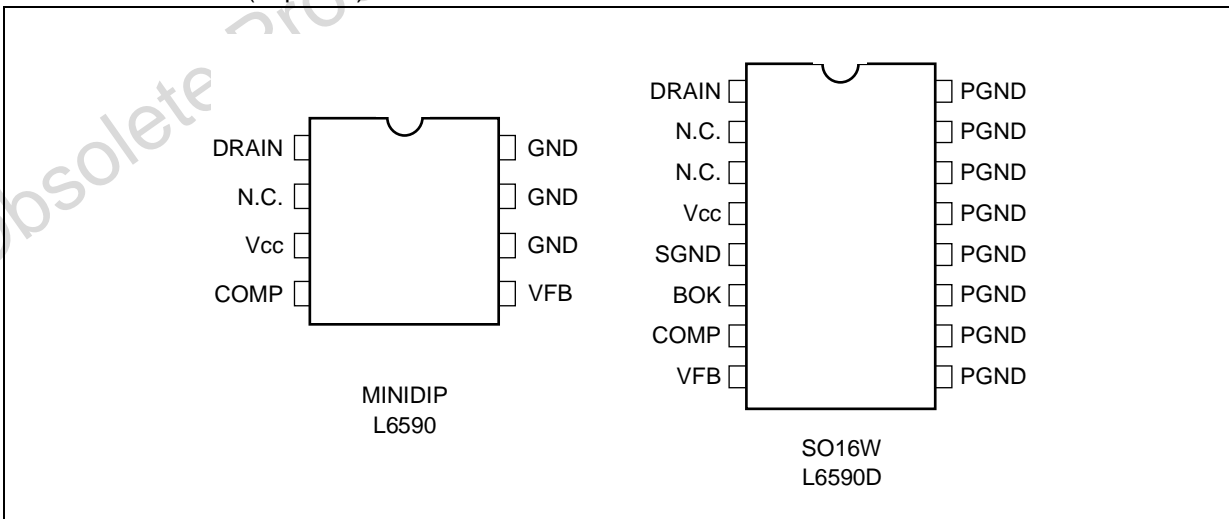 DRAIN
N.C.
Vcc
COMP
GND
GND
GND
VFB
MINIDIP
L6590
DRAIN
N.C.
N.C.
Vcc
SGND
BOK
COMP
VFB
PGND
PGND
PGND
PGND
PGND
PGND
PGND
PGND
SO16W
L6590D